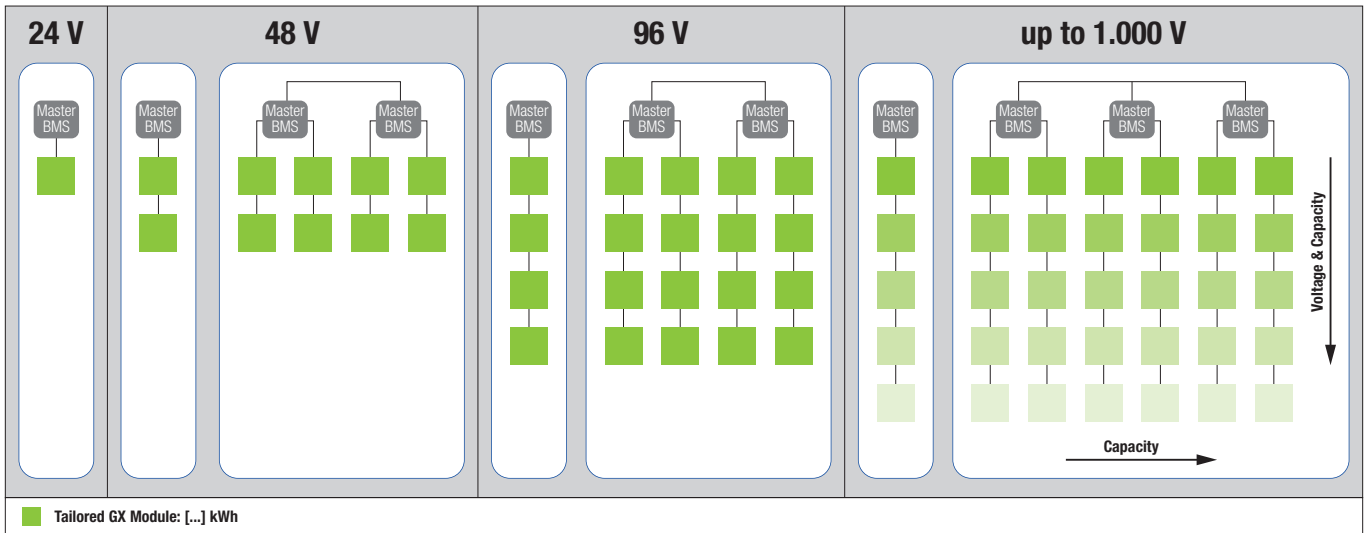 24 V
48 V
96 V
up to 1.000 V
Master
BMS
Master
BMS
Master
BMS
Master
BMS
Master
BMS
Master
BMS
Master
BMS
Master
BMS
Master
BMS
Master
BMS
Master
BMS
Voltage & Capacity
Capacity
Tailored GX Module: [...] kWh